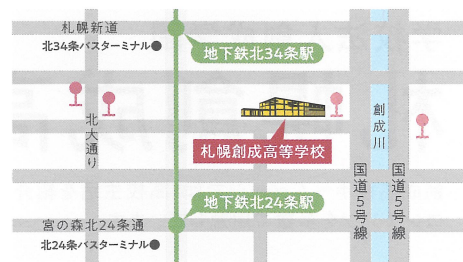 札幌新道
北34条バスターミナル
地下鉄北34条駅
北大通り
創成川
札幌創成高等学校
国道5号線
国道5号線
地下鉄北24条駅
宮の森北24条通
北24条バスターミナル